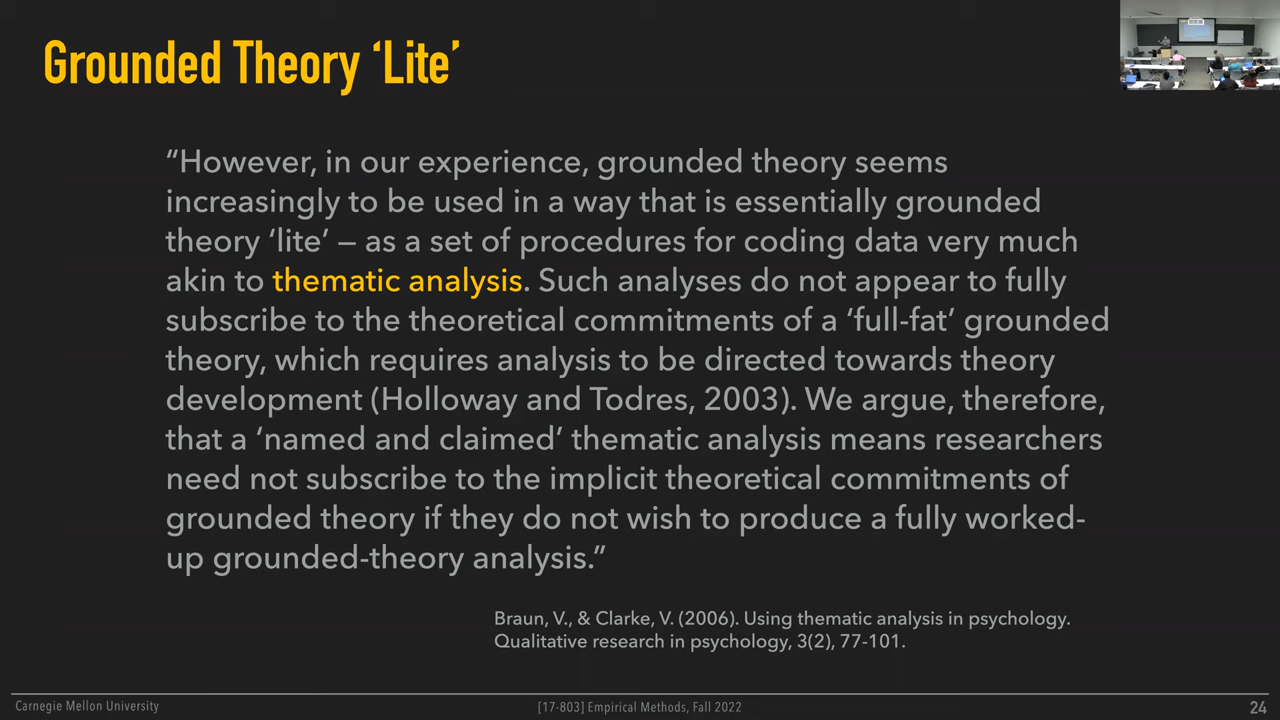 Grounded Theory ‘Lite’
“However, in our experience, grounded theory seems
increasingly to be used in a way that is essentially grounded
theory ‘lite’ – as a set of procedures for coding data very much
akin to thematic analysis. Such analyses do not appear to fully
subscribe to the theoretical commitments of a ‘full-fat’ grounded
theory, which requires analysis to be directed towards theory
development (Holloway and Todres, 2003). We argue, therefore,
that a ‘named and claimed’ thematic analysis means researchers
need not subscribe to the implicit theoretical commitments of
grounded theory if they do not wish to produce a fully worked-
up grounded-theory analysis.”
Braun, V., & Clarke, V. (2006). Using thematic analysis in psychology.
Qualitative research in psychology, 3(2), 77-101.
Carnegie Mellon University
[17-803] Empirical Methods, Fall 2022
24